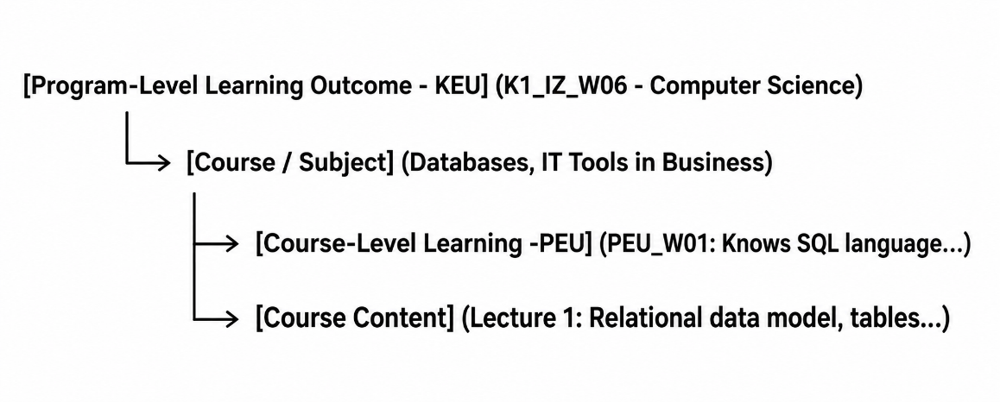 [Program-Level Learning Outcome - KEU] (K1_IZ_W06 - Computer Science)
[Course / Subject] (Databases, IT Tools in Business)
[Course-Level Learning -PEU] (PEU_W01: Knows SQL language...)
[Course Content] (Lecture 1: Relational data model, tables...)